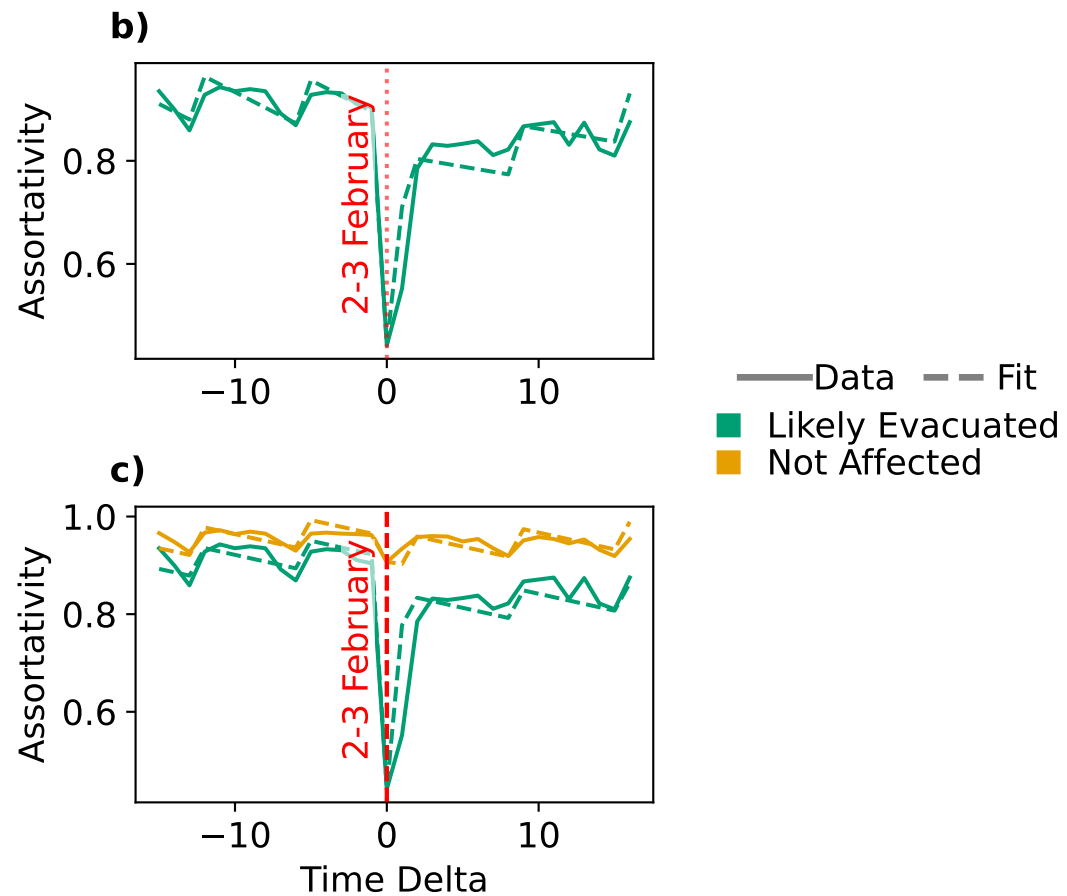 b)
Assortativity
0.8
0.6
2-3 February
−10
0
10
Data
Fit
Likely Evacuated
Not Affected
c)
Assortativity
1.0
0.8
0.6
2-3 February
−10
0
10
Time Delta